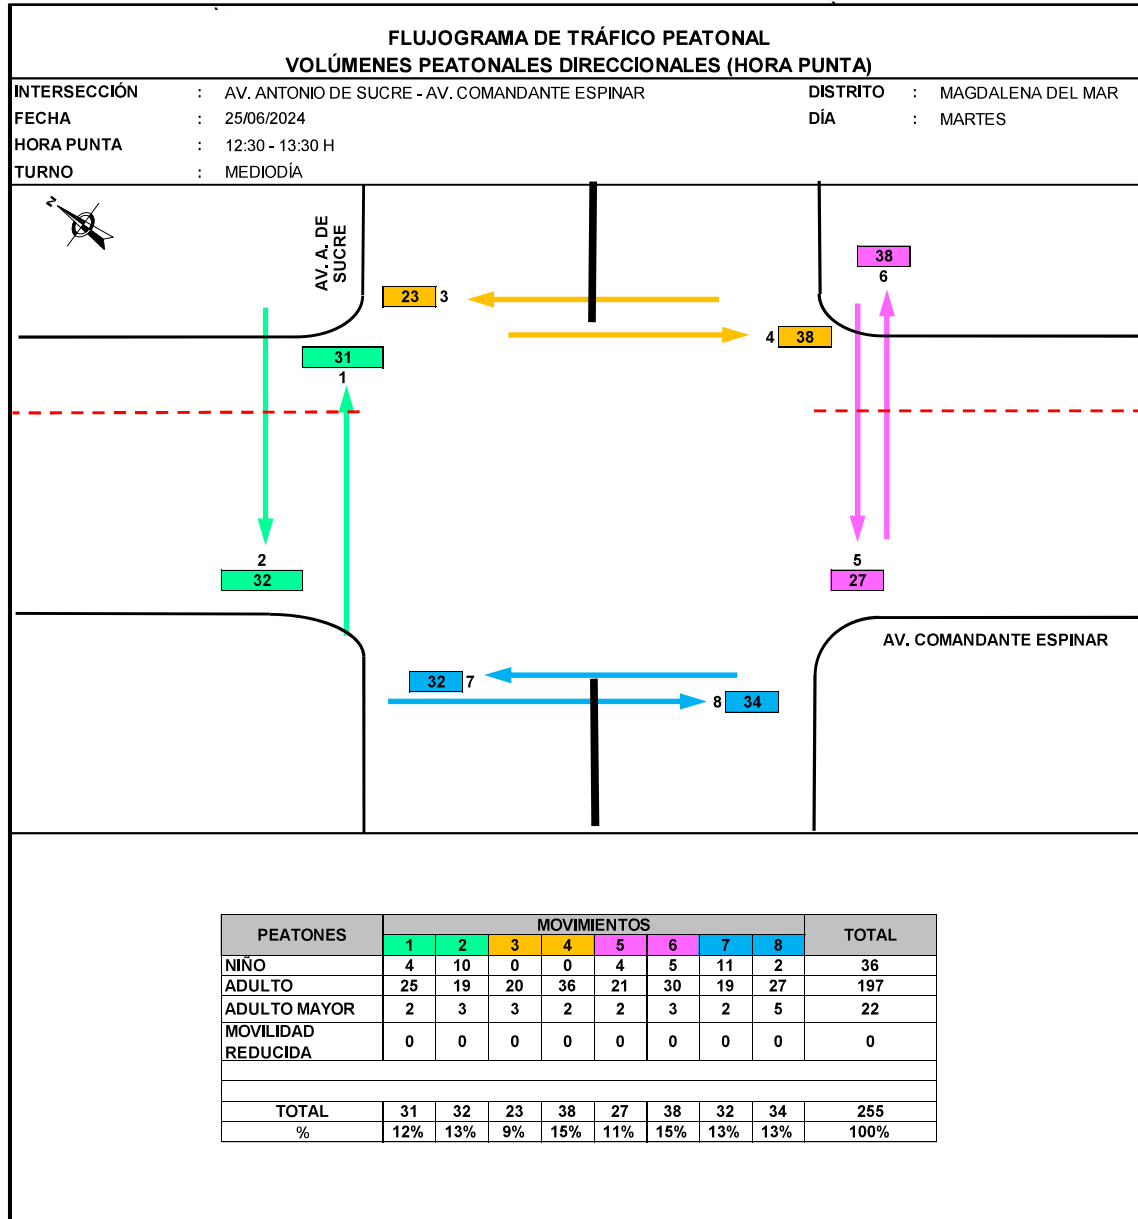 FLUJOGRAMA DE TRÁFICO PEATONAL
VOLÚMENES PEATONALES DIRECCIONALES (HORA PUNTA)
INTERSECCIÓN : AV. ANTONIO DE SUCRE - AV. COMANDANTE ESPINAR DISTRITO : MAGDALENA DEL MAR
FECHA : 25/06/2024 DÍA : MARTES
HORA PUNTA : 12:30 - 13:30 H
TURNO : MEDIODÍA
N
AV. A. DE
SUCRE
38
6
23 3
4 38
31
1
2
32
5
27
AV. COMANDANTE ESPINAR
32 7
8 34
PEATONES MOVIMIENTOS TOTAL
1 2 3 4 5 6 7 8
NIÑO 4 10 0 0 4 5 11 2 36
ADULTO 25 19 20 36 21 30 19 27 197
ADULTO MAYOR 2 3 3 2 2 3 2 5 22
MOVILIDAD
REDUCIDA 0 0 0 0 0 0 0 0 0
TOTAL 31 32 23 38 27 38 32 34 255
% 12% 13% 9% 15% 11% 15% 13% 13% 100%